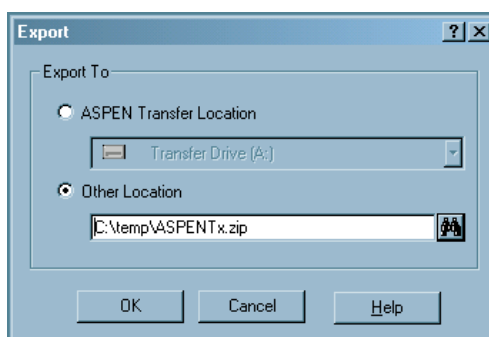 Export
Export To
ASPEN Transfer Location
Transfer Drive (A:)
Other Location
C:\temp\ASPENTx.zip
OK Cancel Help